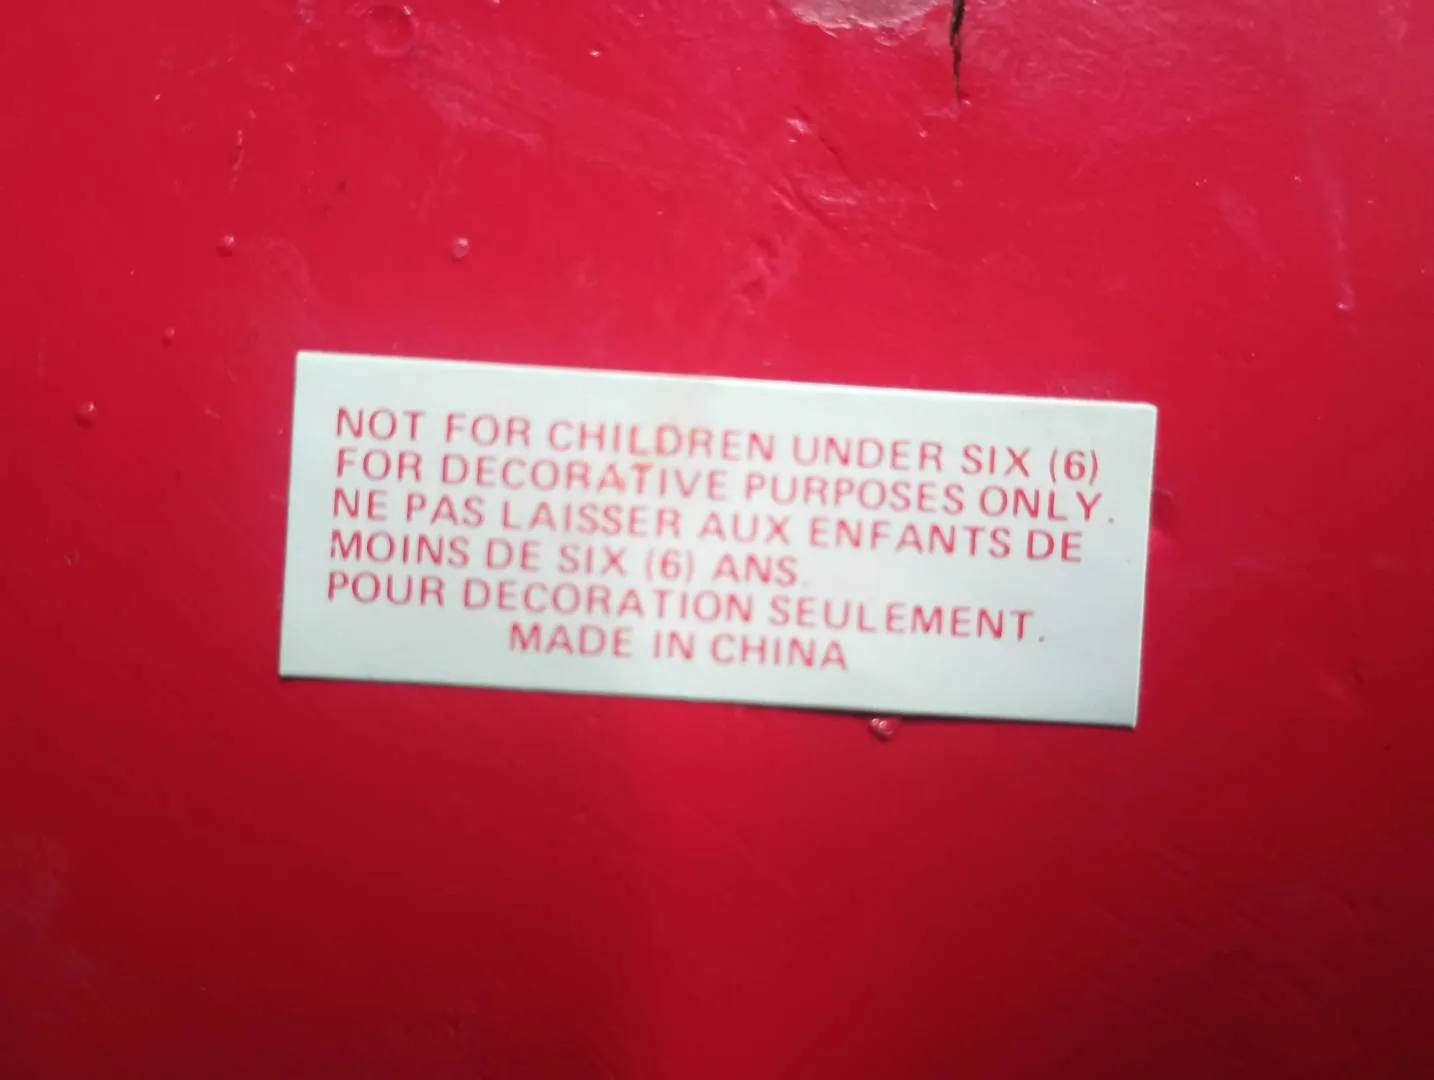 NOT FOR CHILDREN UNDER SIX (6)
FOR DECORATIVE PURPOSES ONLY.
NE PAS LAISSER AUX ENFANTS DE
MOINS DE SIX (6) ANS.
POUR DECORATION SEULEMENT.
MADE IN CHINA